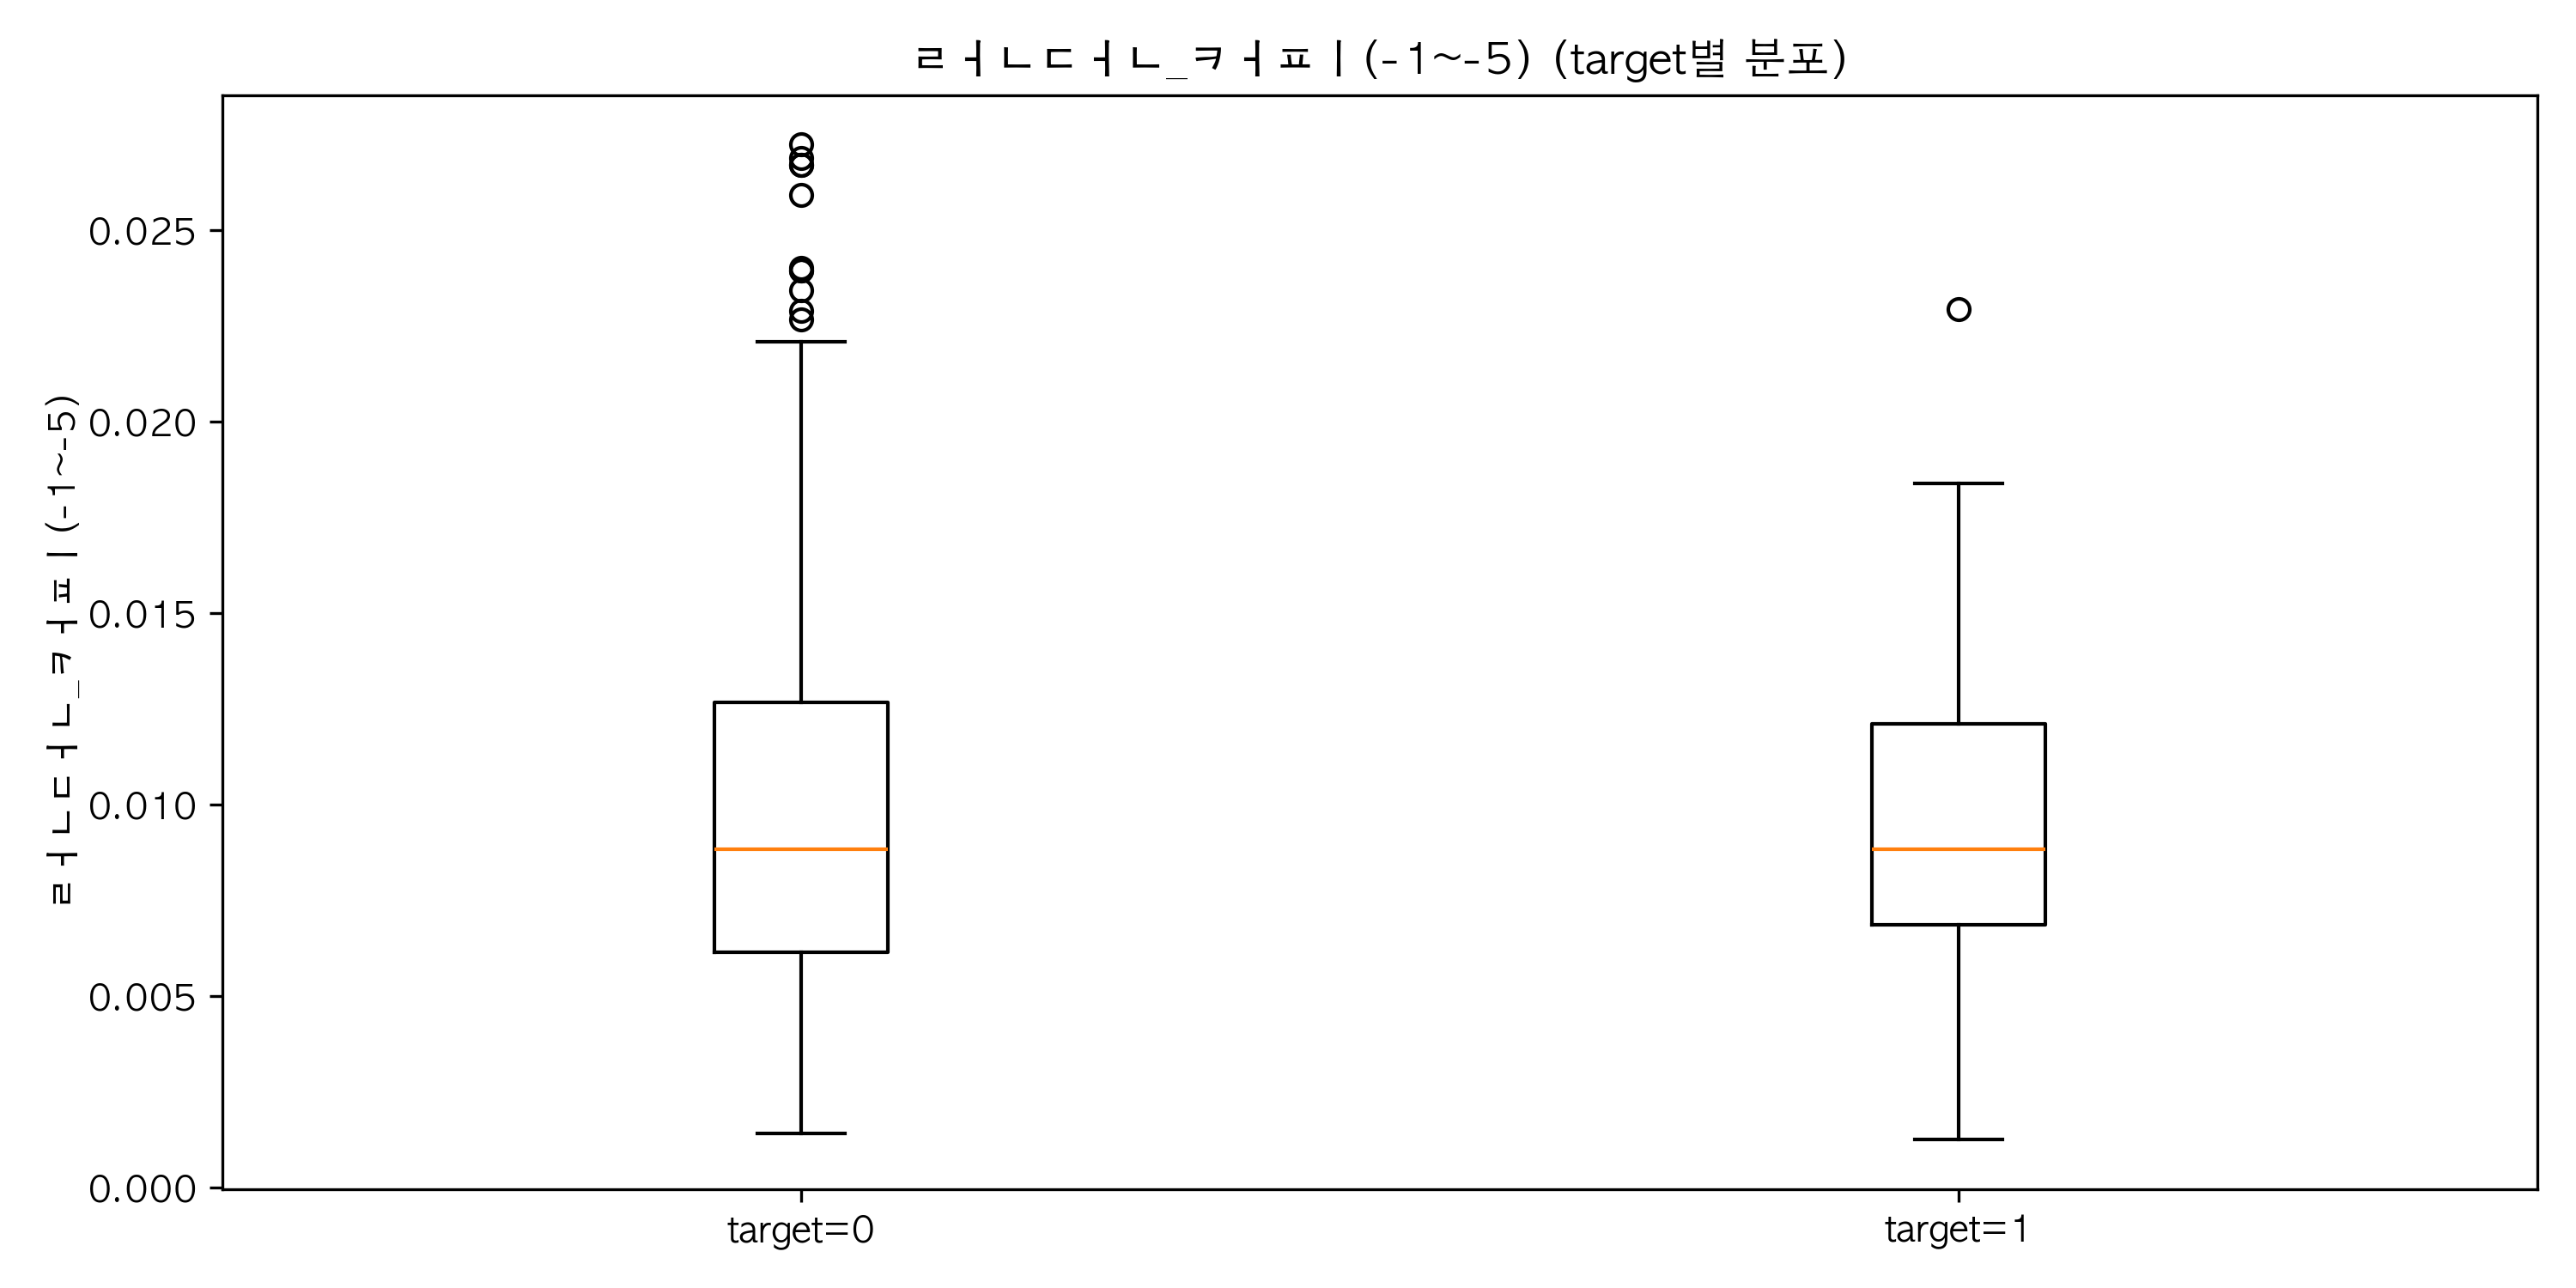 ㄹㅓㄴㄷㅓㄴ_ㅋㅓㅍㅣ(-1~-5) (target별 분포)
ㄹㅓㄴㄷㅓㄴ_ㅋㅓㅍㅣ(-1~-5)
0.025
0.020
0.015
0.010
0.005
0.000
target=0
target=1